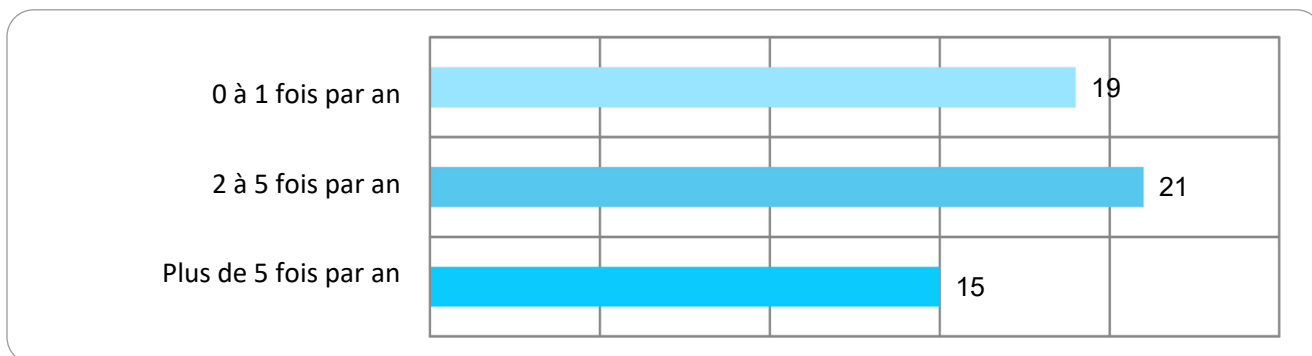 0 à 1 fois par an 19
2 à 5 fois par an 21
Plus de 5 fois par an 15